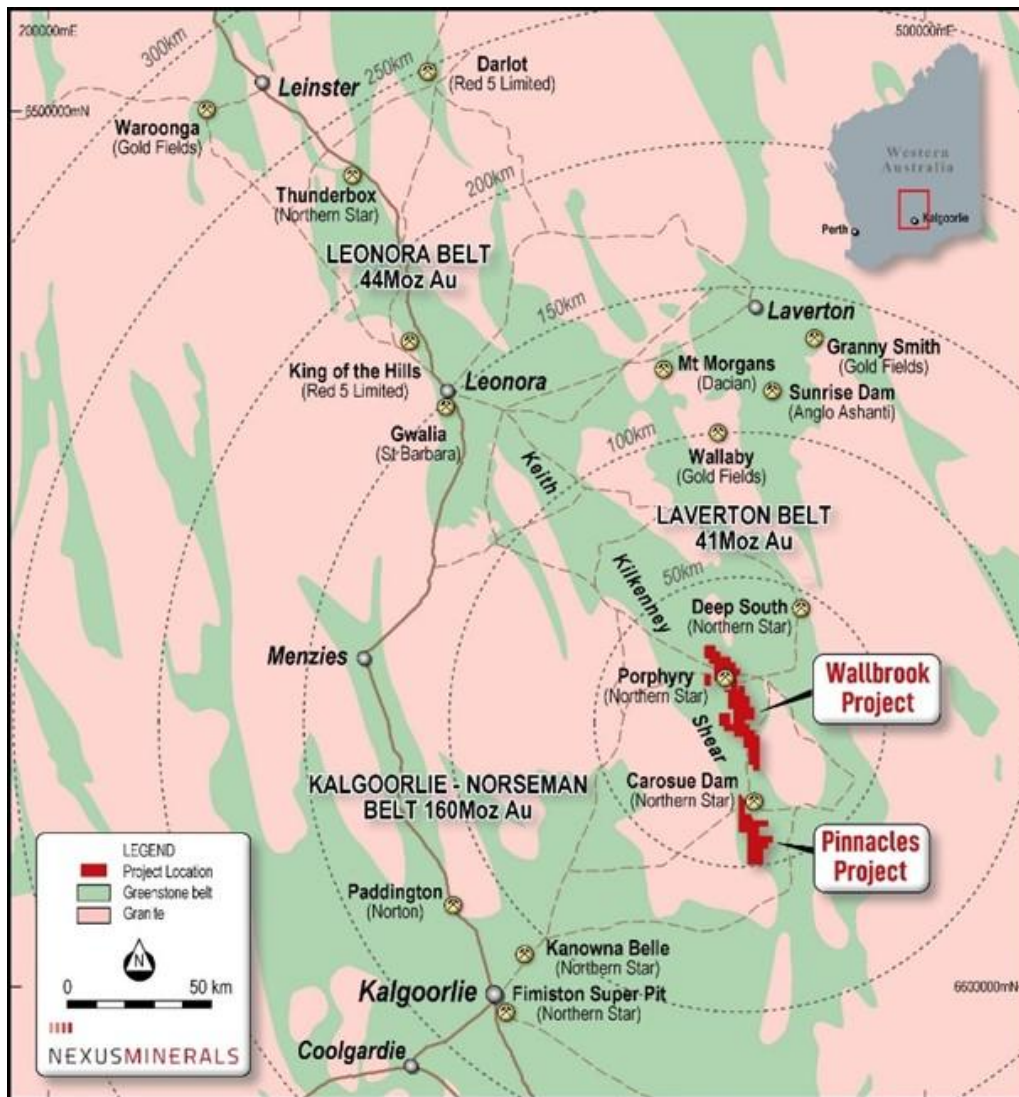 200000mE
500000mE
300km
250km
Darlot
(Red 5 Limited)
Leinster
6500000mN
Waroonga
(Gold Fields)
Western
Australia
Thunderbox
(Northern Star)
200km
Kalgoorlie
Perth
LEONORA BELT
44Moz Au
150km
Laverton
Granny Smith
(Gold Fields)
King of the Hills
(Red 5 Limited)
Leonora
Mt Morgans
(Dacian)
Sunrise Dam
(Anglo Ashanti)
Gwalia
(St Barbara)
100km
Wallaby
(Gold Fields)
Keith
LAVERTON BELT
41Moz Au
Kilkenney
50km
Deep South
(Northern Star)
Menzies
Porphyry
(Northern Star)
Wallbrook
Project
Shear
KALGOORLIE - NORSEMAN
BELT 160Moz Au
Carosue Dam
(Northern Star)
Pinnacles
Project
LEGEND
Project Location
Greenstone belt
Granite
N
0 50 km
NEXUSMINERALS
Paddington
(Norton)
Kanowna Belle
(Northern Star)
Kalgoorlie
Fimiston Super Pit
(Northern Star)
6600000mN
Coolgardie